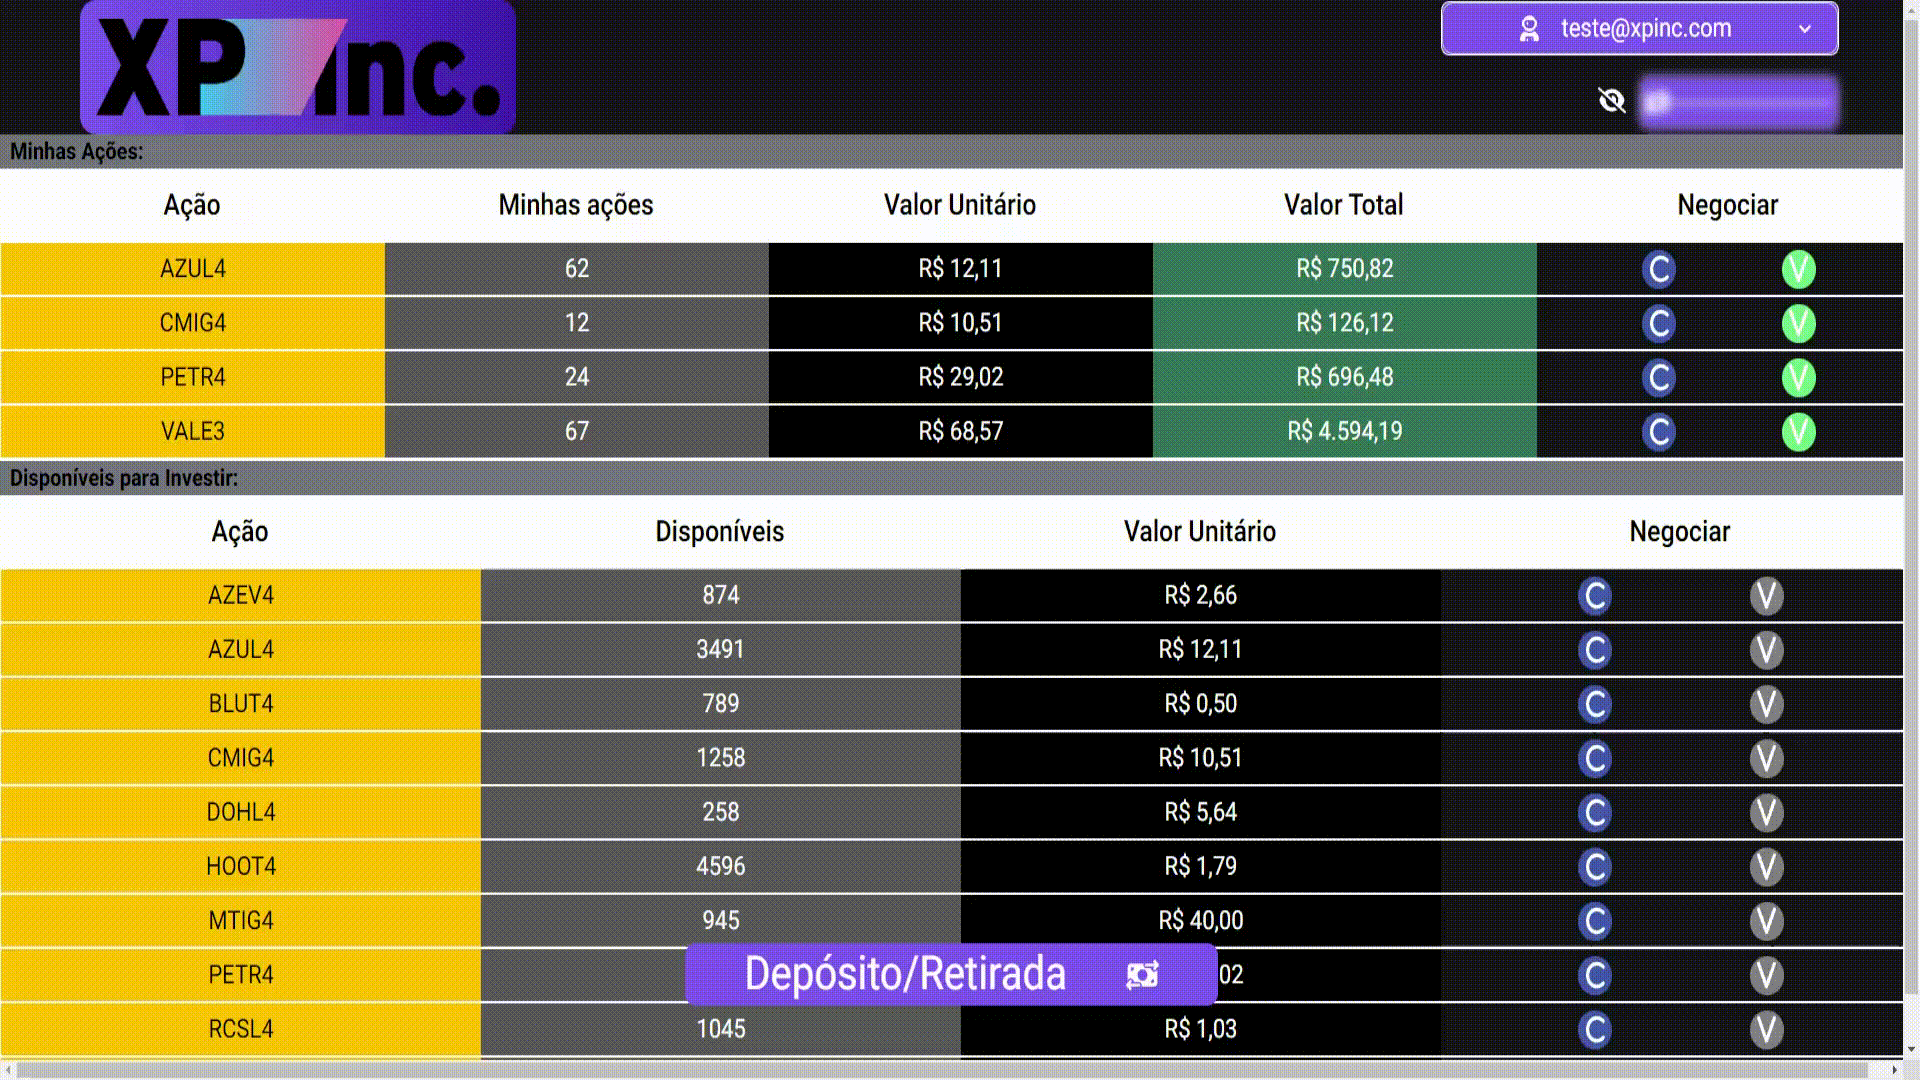 XP inc.
teste@xpinc.com
Minhas Ações:
Ação Minhas ações Valor Unitário Valor Total Negociar
AZUL4 62 R$ 12,11 R$ 750,82 C V
CMIG4 12 R$ 10,51 R$ 126,12 C V
PETR4 24 R$ 29,02 R$ 696,48 C V
VALE3 67 R$ 68,57 R$ 4.594,19 C V
Disponíveis para Investir:
Ação Disponíveis Valor Unitário Negociar
AZEV4 874 R$ 2,66 C V
AZUL4 3491 R$ 12,11 C V
BLUT4 789 R$ 0,50 C V
CMIG4 1258 R$ 10,51 C V
DOHL4 258 R$ 5,64 C V
HOOT4 4596 R$ 1,79 C V
MTIG4 945 R$ 40,00 C V
PETR4 02 C V
Depósito/Retirada
RCSL4 1045 R$ 1,03 C V